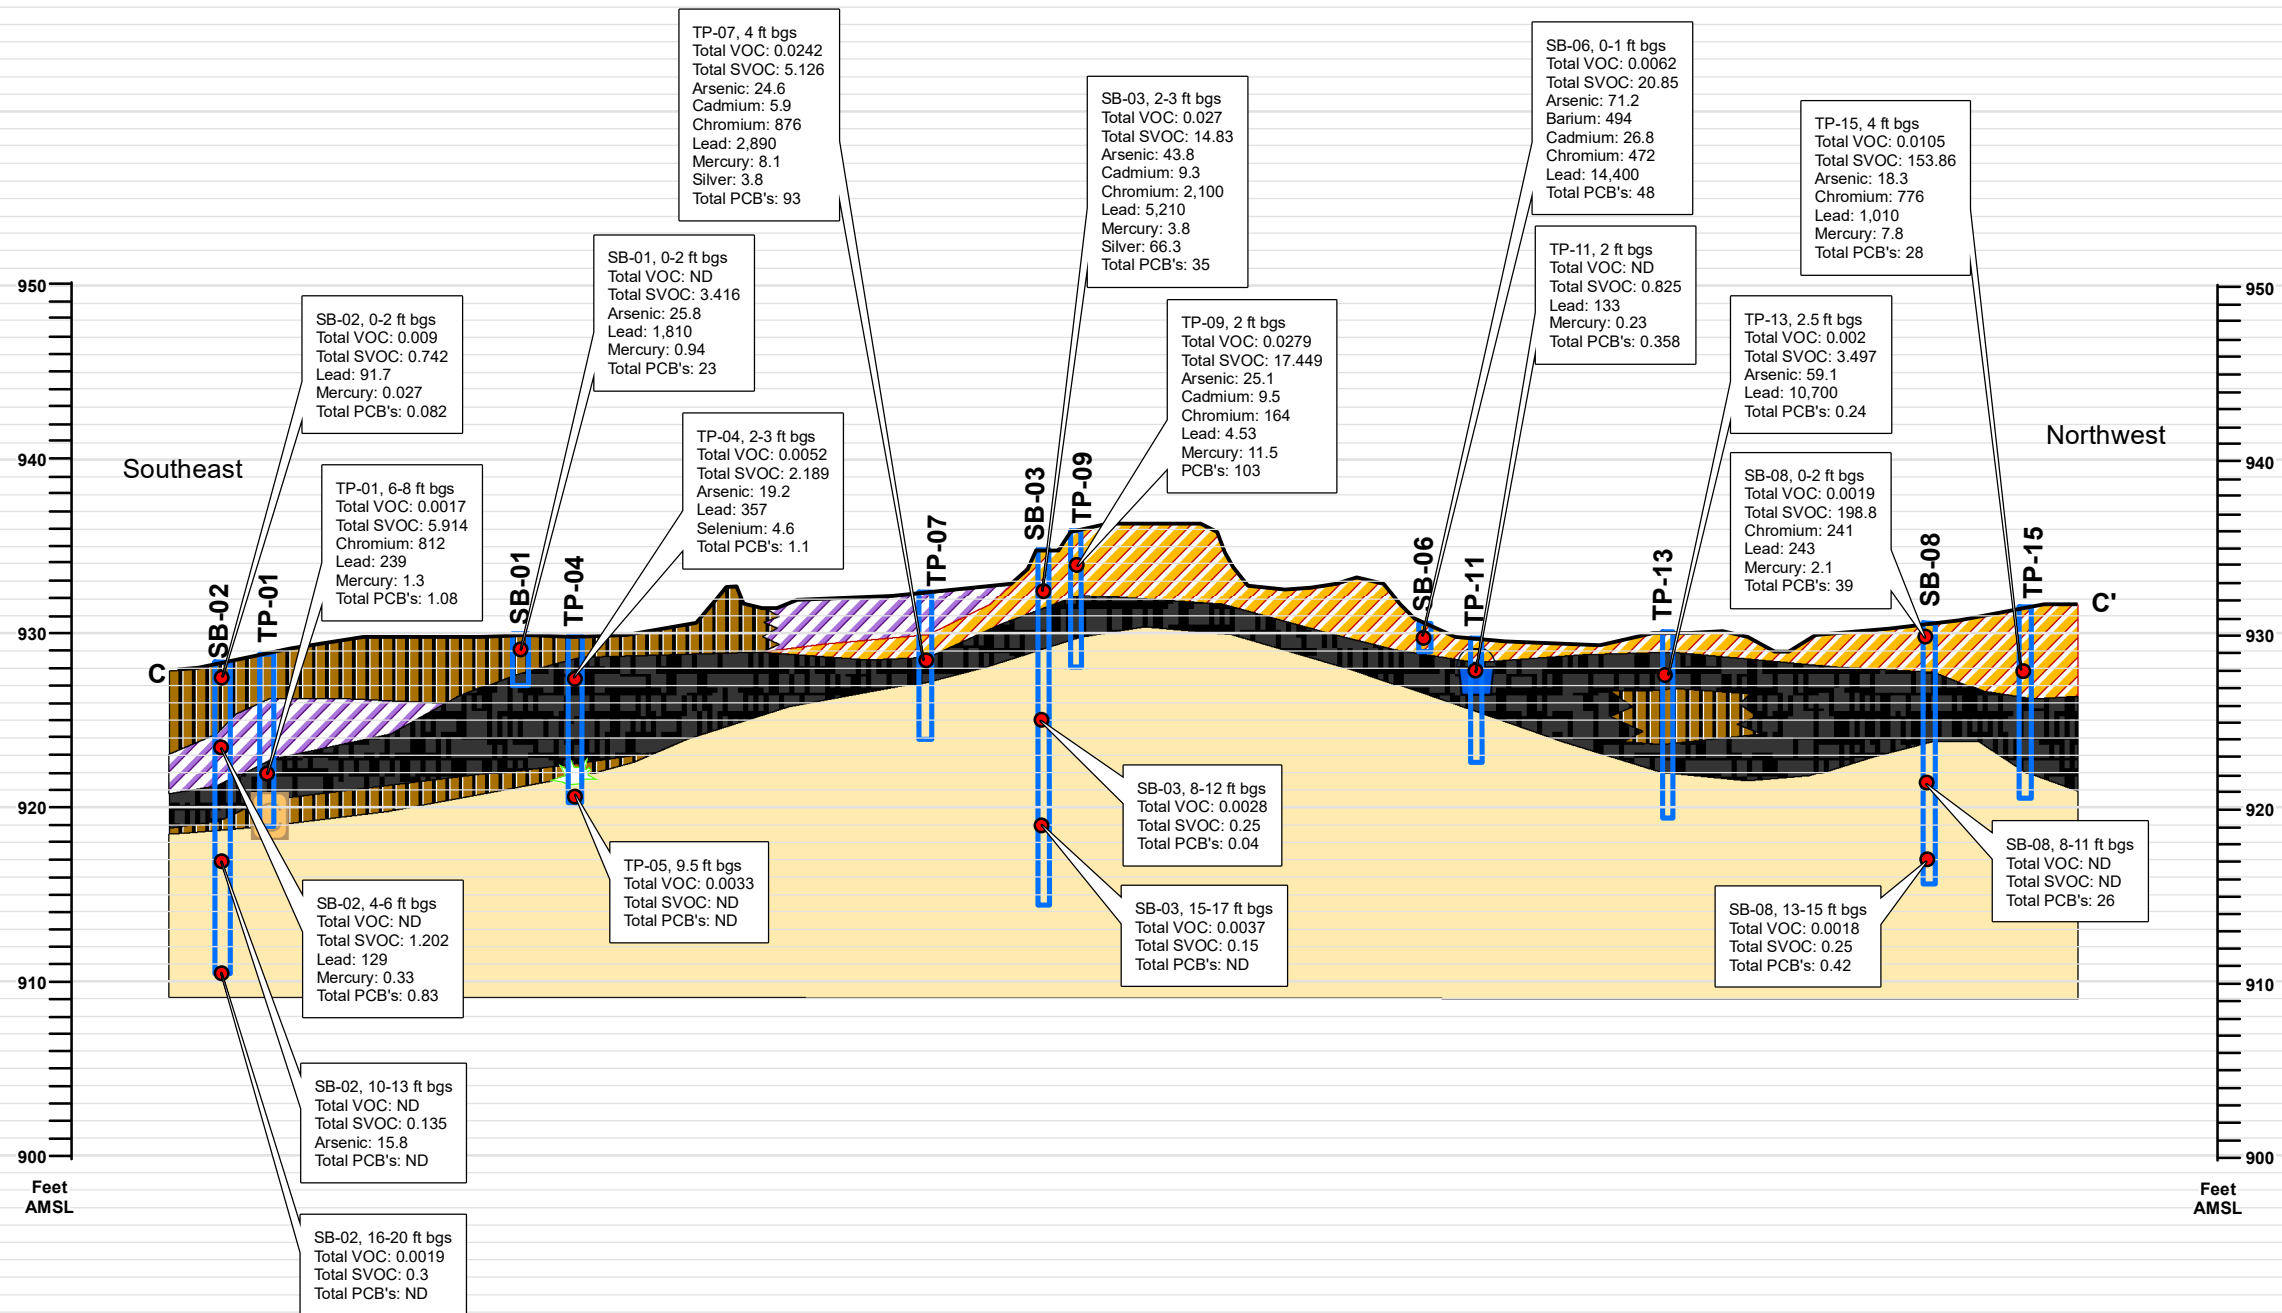 TP-07, 4 ft bgs
Total VOC: 0.0242
Total SVOC: 5.126
Arsenic: 24.6
Cadmium: 5.9
Chromium: 876
Lead: 2,890
Mercury: 8.1
Silver: 3.8
Total PCB's: 93
SB-03, 2-3 ft bgs
Total VOC: 0.027
Total SVOC: 14.83
Arsenic: 43.8
Cadmium: 9.3
Chromium: 2,100
Lead: 5,210
Mercury: 3.8
Silver: 66.3
Total PCB's: 35
SB-06, 0-1 ft bgs
Total VOC: 0.0062
Total SVOC: 20.85
Arsenic: 71.2
Barium: 494
Cadmium: 26.8
Chromium: 472
Lead: 14,400
Total PCB's: 48
TP-15, 4 ft bgs
Total VOC: 0.0105
Total SVOC: 153.86
Arsenic: 18.3
Chromium: 776
Lead: 1,010
Mercury: 7.8
Total PCB's: 28
SB-01, 0-2 ft bgs
Total VOC: ND
Total SVOC: 3.416
Arsenic: 25.8
Lead: 1,810
Mercury: 0.94
Total PCB's: 23
TP-11, 2 ft bgs
Total VOC: ND
Total SVOC: 0.825
Lead: 133
Mercury: 0.23
Total PCB's: 0.358
SB-02, 0-2 ft bgs
Total VOC: 0.009
Total SVOC: 0.742
Lead: 91.7
Mercury: 0.027
Total PCB's: 0.082
TP-09, 2 ft bgs
Total VOC: 0.0279
Total SVOC: 17.449
Arsenic: 25.1
Cadmium: 9.5
Chromium: 164
Lead: 4.53
Mercury: 11.5
PCB's: 103
TP-13, 2.5 ft bgs
Total VOC: 0.002
Total SVOC: 3.497
Arsenic: 59.1
Lead: 10,700
Total PCB's: 0.24
TP-04, 2-3 ft bgs
Total VOC: 0.0052
Total SVOC: 2.189
Arsenic: 19.2
Lead: 357
Selenium: 4.6
Total PCB's: 1.1
TP-01, 6-8 ft bgs
Total VOC: 0.0017
Total SVOC: 5.914
Chromium: 812
Lead: 239
Mercury: 1.3
Total PCB's: 1.08
SB-08, 0-2 ft bgs
Total VOC: 0.0019
Total SVOC: 198.8
Chromium: 241
Lead: 243
Mercury: 2.1
Total PCB's: 39
Southeast
Northwest
SB-02
TP-01
SB-01
TP-04
TP-07
SB-03
TP-09
SB-06
TP-11
TP-13
SB-08
TP-15
C
C'
950
940
930
920
910
900
Feet
AMSL
950
940
930
920
910
900
Feet
AMSL
SB-03, 8-12 ft bgs
Total VOC: 0.0028
Total SVOC: 0.25
Total PCB's: 0.04
SB-08, 8-11 ft bgs
Total VOC: ND
Total SVOC: ND
Total PCB's: 26
TP-05, 9.5 ft bgs
Total VOC: 0.0033
Total SVOC: ND
Total PCB's: ND
SB-02, 4-6 ft bgs
Total VOC: ND
Total SVOC: 1.202
Lead: 129
Mercury: 0.33
Total PCB's: 0.83
SB-03, 15-17 ft bgs
Total VOC: 0.0037
Total SVOC: 0.15
Total PCB's: ND
SB-08, 13-15 ft bgs
Total VOC: 0.0018
Total SVOC: 0.25
Total PCB's: 0.42
SB-02, 10-13 ft bgs
Total VOC: ND
Total SVOC: 0.135
Arsenic: 15.8
Total PCB's: ND
SB-02, 16-20 ft bgs
Total VOC: 0.0019
Total SVOC: 0.3
Total PCB's: ND